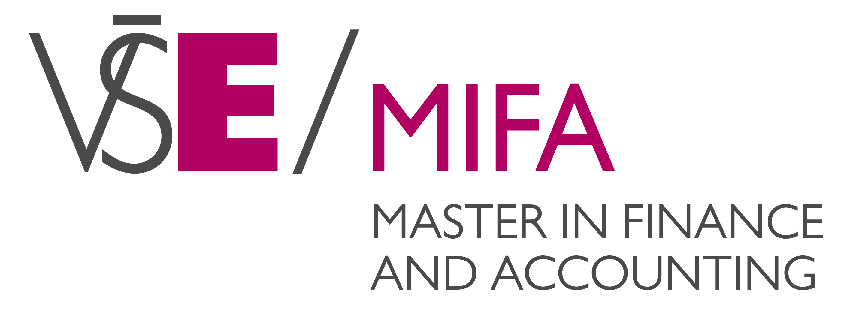 VŠE/MIFA
MASTER IN FINANCE
AND ACCOUNTING